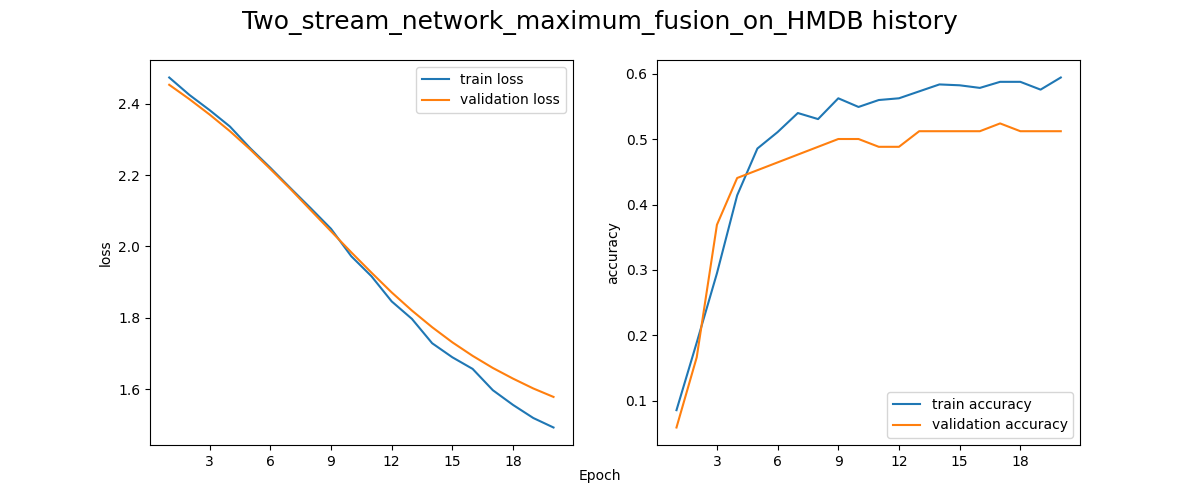 Two_stream_network_maximum_fusion_on_HMDB history
train loss
validation loss
2.4
2.2
2.0
1.8
1.6
loss
3 6 9 12 15 18
0.6
0.5
0.4
0.3
0.2
0.1
accuracy
train accuracy
validation accuracy
3 6 9 12 15 18
Epoch